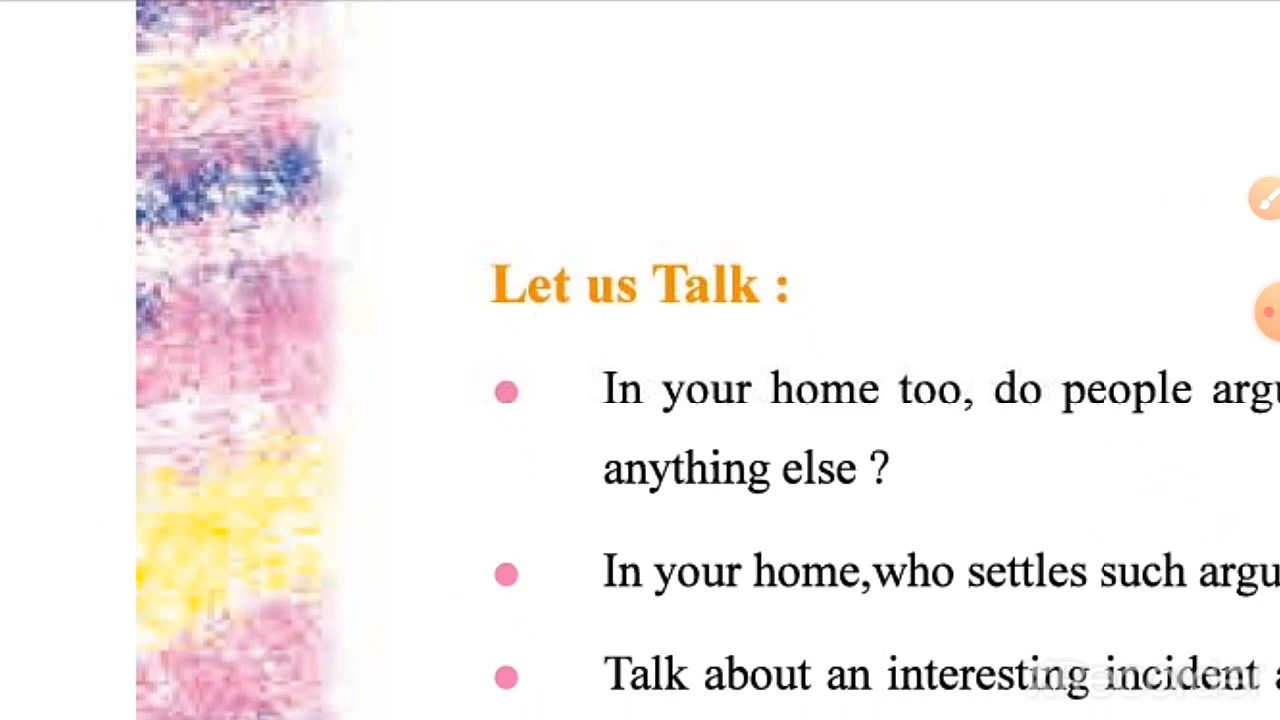 Let us Talk :
In your home too, do people argu
anything else ?
In your home,who settles such argu
Talk about an interesting incident a